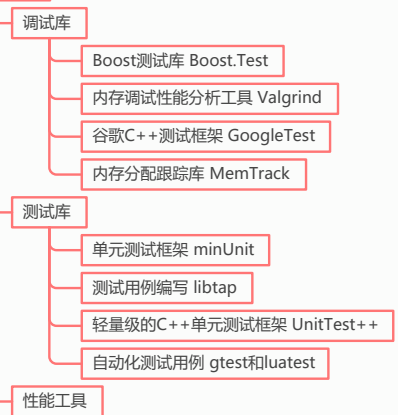 调试库
Boost测试库 Boost.Test
内存调试性能分析工具 Valgrind
谷歌C++测试框架 GoogleTest
内存分配跟踪库 MemTrack
测试库
单元测试框架 minUnit
测试用例编写 libtap
轻量级的C++单元测试框架 UnitTest++
自动化测试用例 gtest和luatest
性能工具